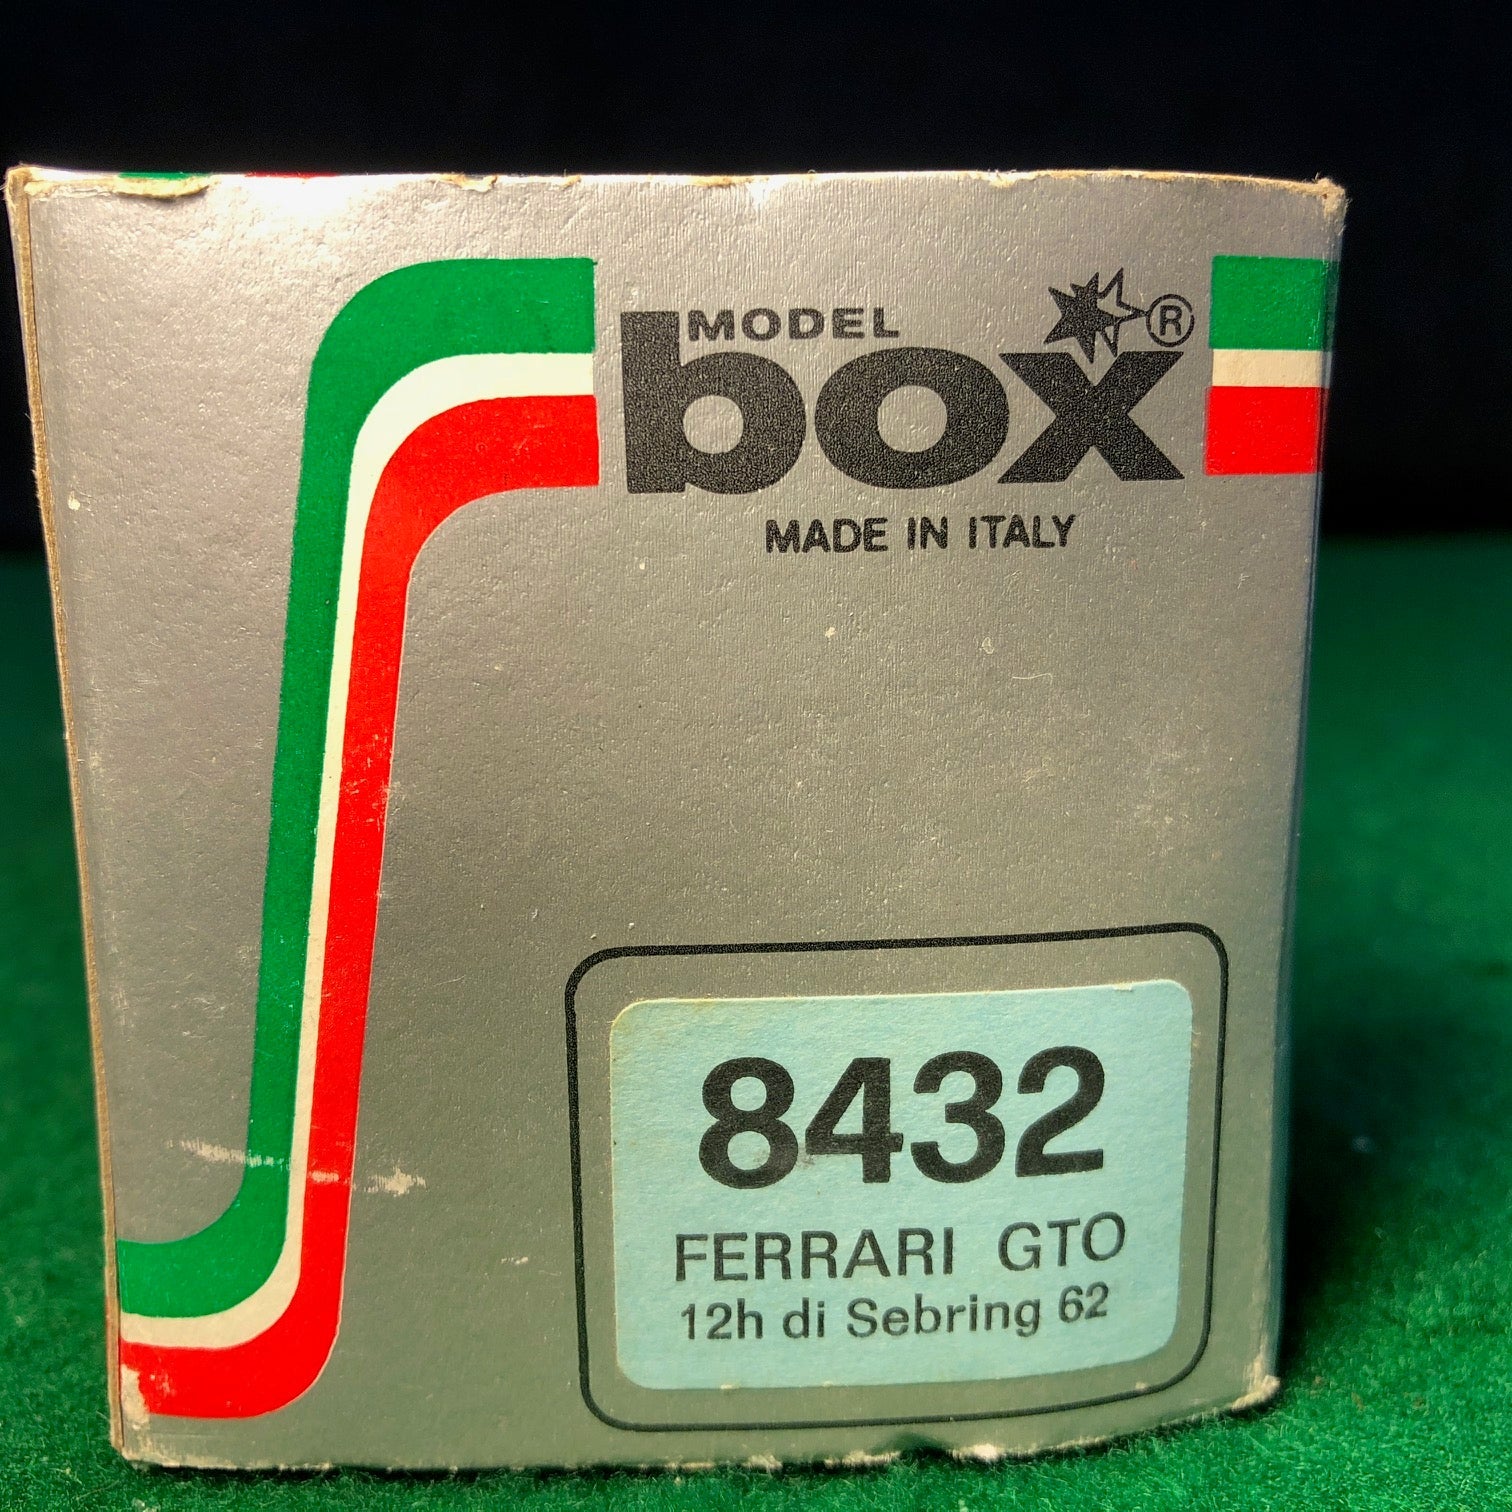 MODEL
box®
MADE IN ITALY
8432
FERRARI GTO
12h di Sebring 62